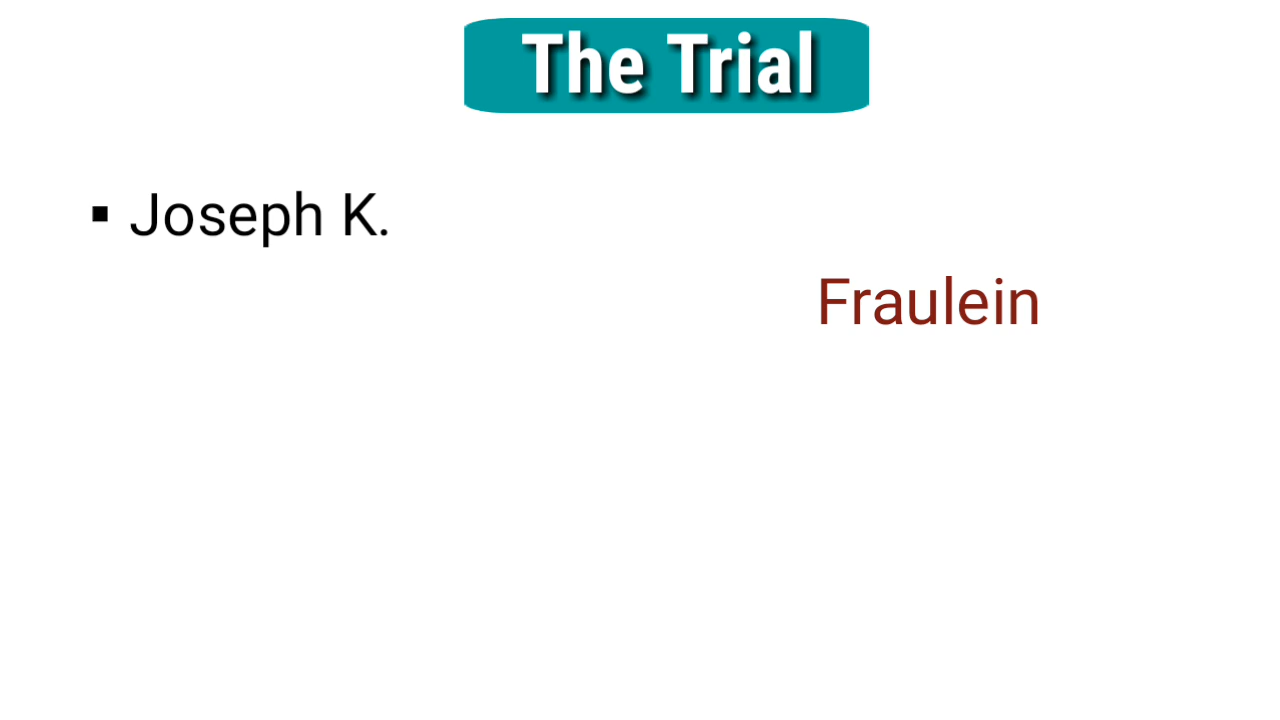 The Trial
▪ Joseph K.
Fraulein